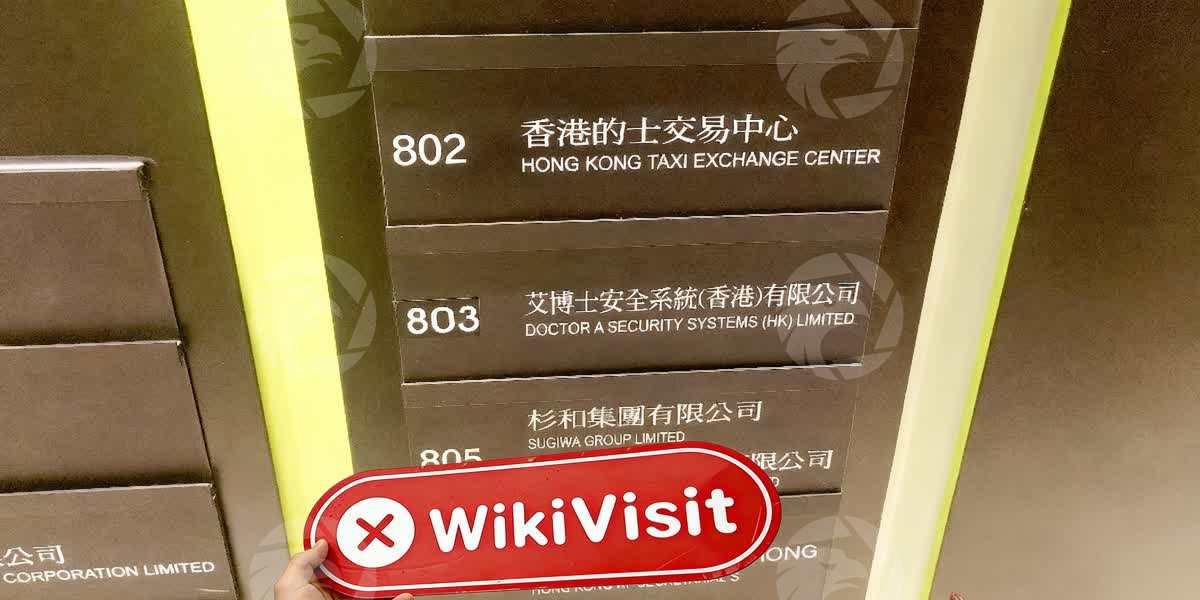 802
香港的士交易中心
HONG KONG TAXI EXCHANGE CENTER
803
艾博士安全系統(香港)有限公司
DOCTOR A SECURITY SYSTEMS (HK) LIMITED
805
杉和集團有限公司
SUGIWA GROUP LIMITED
限公司
WikiVisit
公司
CORPORATION LIMITED
HONG